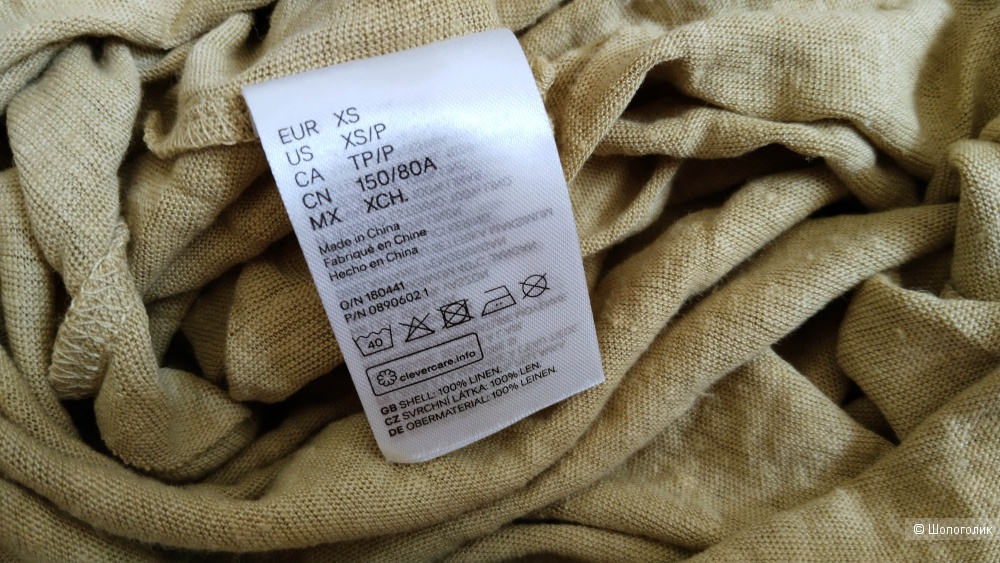 EUR XS
US XS/P
CA TP/P
CN 150/80A
MX XCH.
Made in China
Fabriqué en Chine
Hecho en China
O/N 180441
P/N 0890602 1
40
clevercare.info
GB SHELL: 100% LINEN.
CZ SVRCHNÍ LÁTKA: 100% LEN.
DE OBERMATERIAL: 100% LEINEN.
© Шопоголик